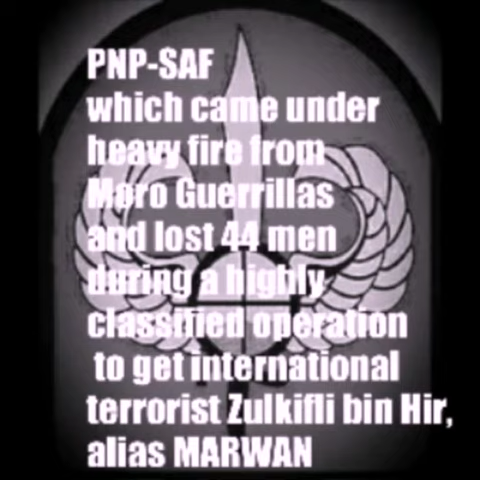 PNP-SAF
which came under
heavy fire from
Moro Guerrillas
and lost 44 men
during a highly
classified operation
to get international
terrorist Zulkifli bin Hir,
alias MARWAN